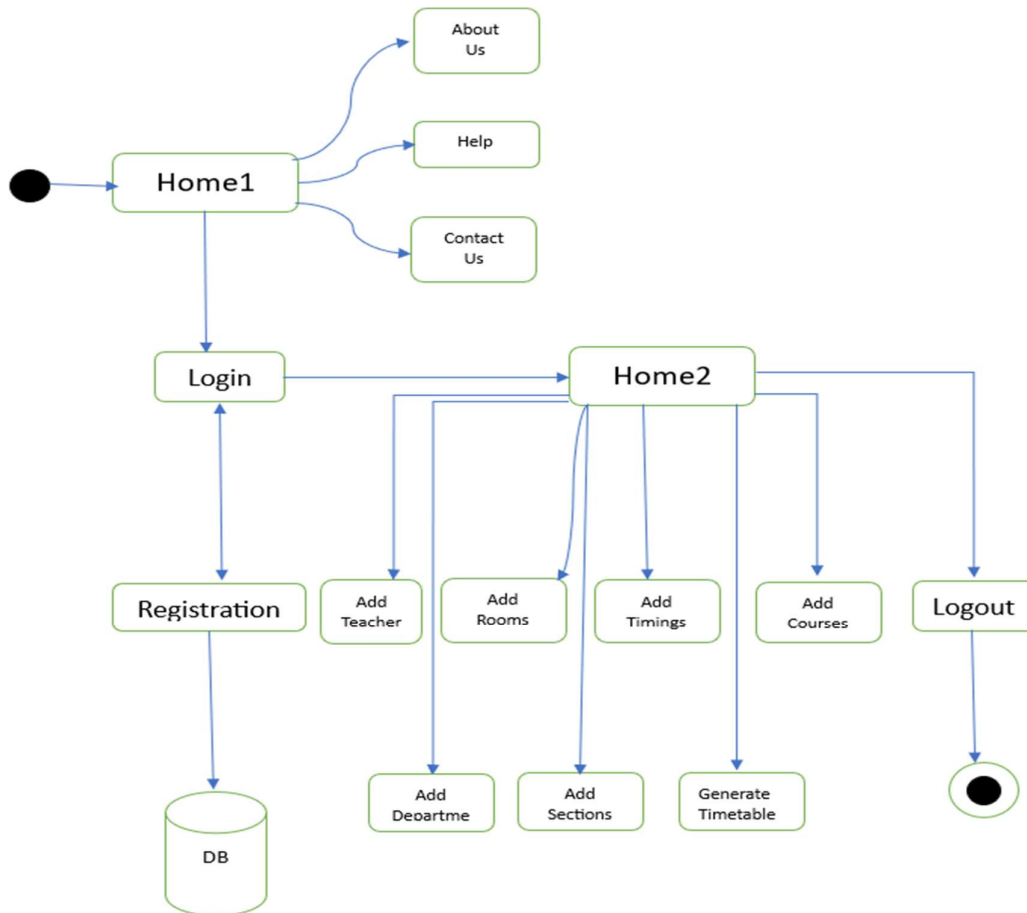 About
Us
Help
Home1
Contact
Us
Login
Home2
Registration
Add
Teacher
Add
Rooms
Add
Timings
Add
Courses
Logout
Add
Departme
Add
Sections
Generate
Timetable
DB